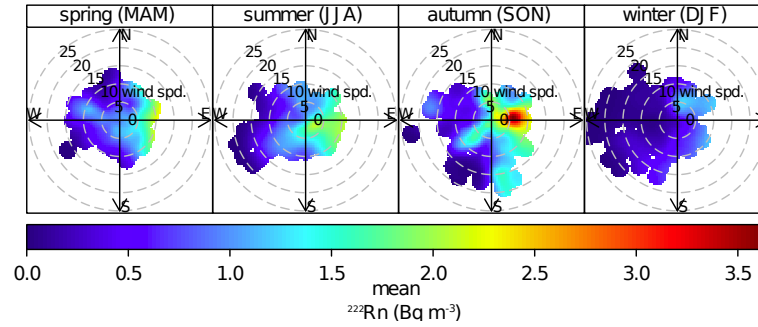 spring (MAM) summer (JJA) autumn (SON) winter (DJF)
N N N N
25 25 25 25
20 20 20 20
15 15 15 15
10 wind spd. 10 wind spd. 10 wind spd. 10 wind spd.
5 5 5 5
W 0 E W 0 E W 0 E W 0 E
S S S S
0.0 0.5 1.0 1.5 2.0 2.5 3.0 3.5
mean
²²²Rn (Bq m⁻³)